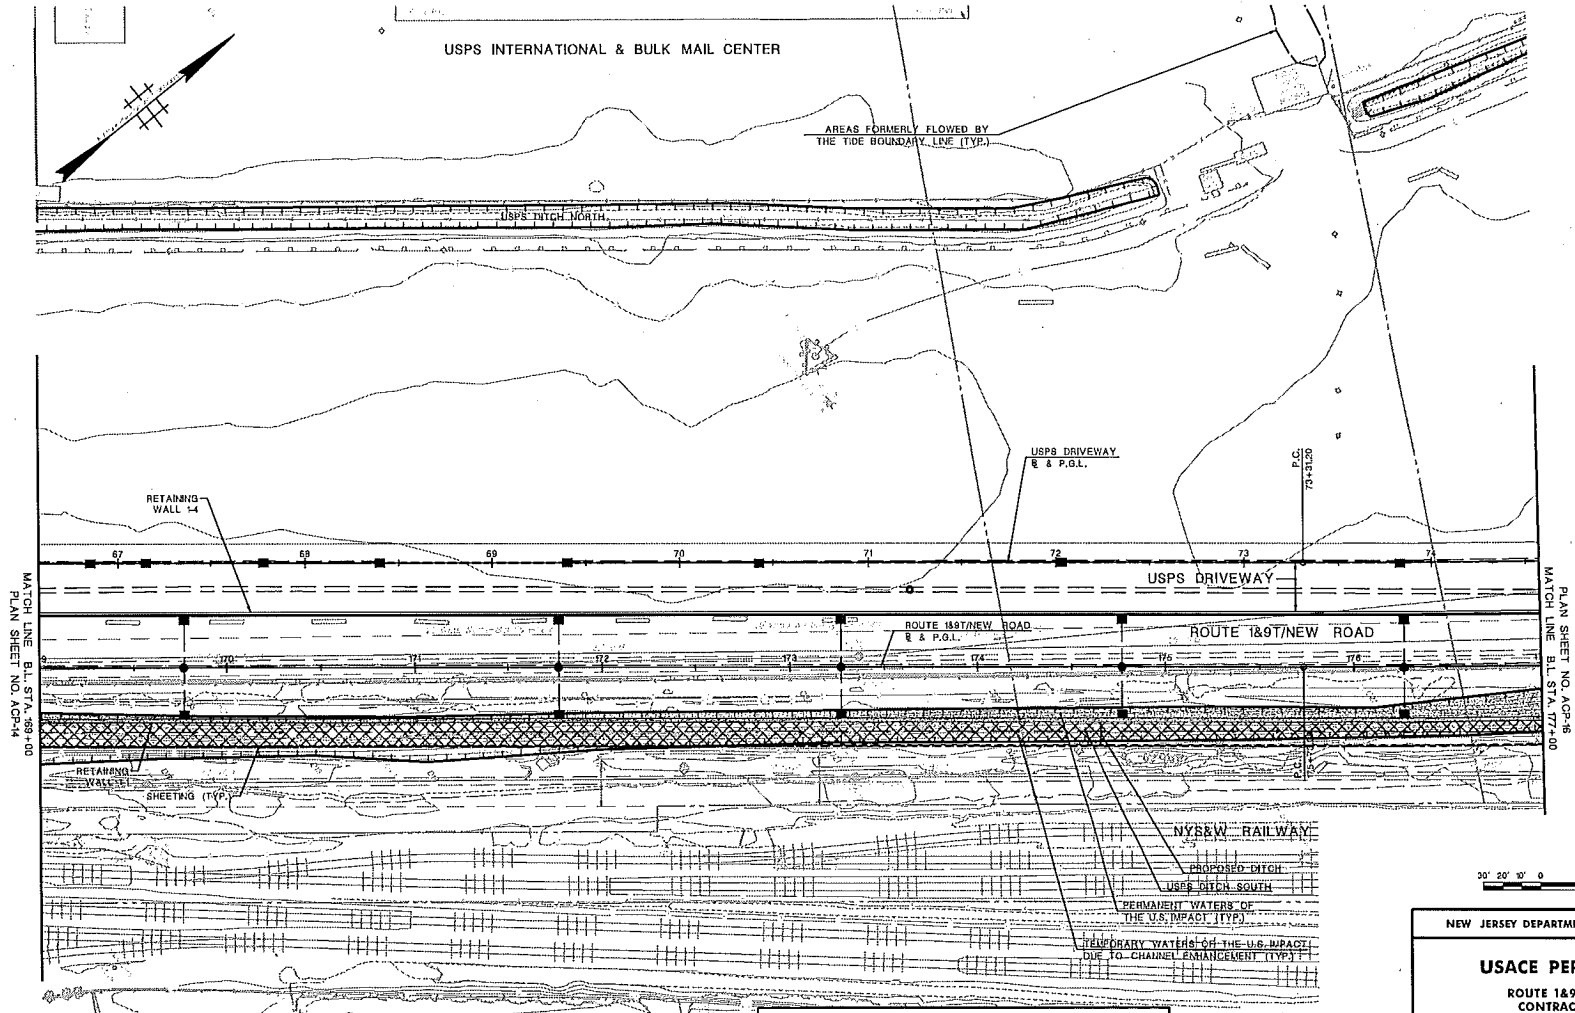 USPS INTERNATIONAL & BULK MAIL CENTER
AREAS FORMERLY FLOWED BY
THE TIDE BOUNDARY LINE (TYP.)
USPS DITCH NORTH
USPS DRIVEWAY
℄ & P.G.L.
P.C.
73+31.20
RETAINING
WALL 14
67
68
69
70
71
72
73
74
USPS DRIVEWAY
ROUTE 1&9T/NEW ROAD
℄ & P.G.L.
ROUTE 1&9T/NEW ROAD
9
170
171
172
173
174
175
176
MATCH LINE B.L. STA. 169+00
PLAN SHEET NO. ACP-14
PLAN SHEET NO. ACP-16
MATCH LINE B.L. STA. 177+00
RETAINING
WALL
SHEETING (TYP.)
P.C.
NYS&W RAILWAY
PROPOSED DITCH
USPS DITCH SOUTH
PERMANENT WATERS OF
THE U.S. IMPACT (TYP.)
TEMPORARY WATERS OF THE U.S. IMPACT
DUE TO CHANNEL ENHANCEMENT (TYP.)
30' 20' 10' 0
NEW JERSEY DEPARTME
USACE PER
ROUTE 1&9
CONTRAC